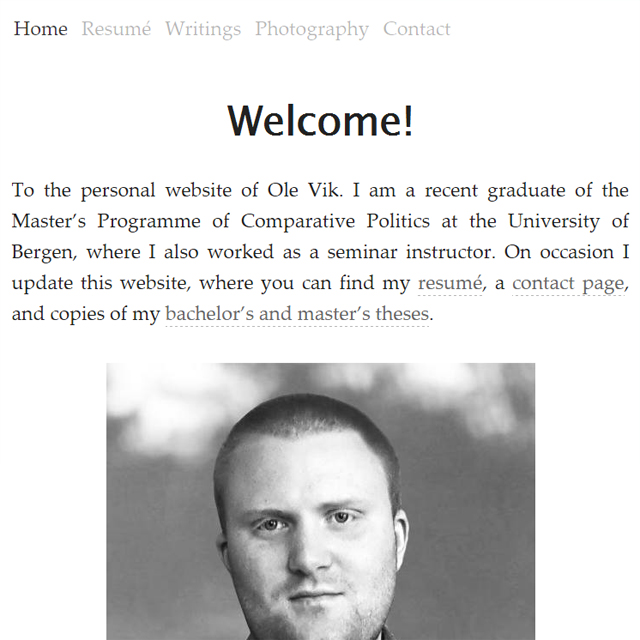 Home Resumé Writings Photography Contact
Welcome!
To the personal website of Ole Vik. I am a recent graduate of the
Master’s Programme of Comparative Politics at the University of
Bergen, where I also worked as a seminar instructor. On occasion I
update this website, where you can find my resumé, a contact page,
and copies of my bachelor’s and master’s theses.